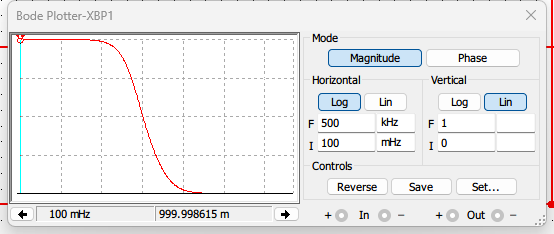 Bode Plotter-XBP1
Mode
Magnitude Phase
Horizontal Vertical
Log Lin Log Lin
F 500 kHz F 1
I 100 mHz I 0
Controls
Reverse Save Set...
100 mHz 999.998615 m
+ In − + Out −